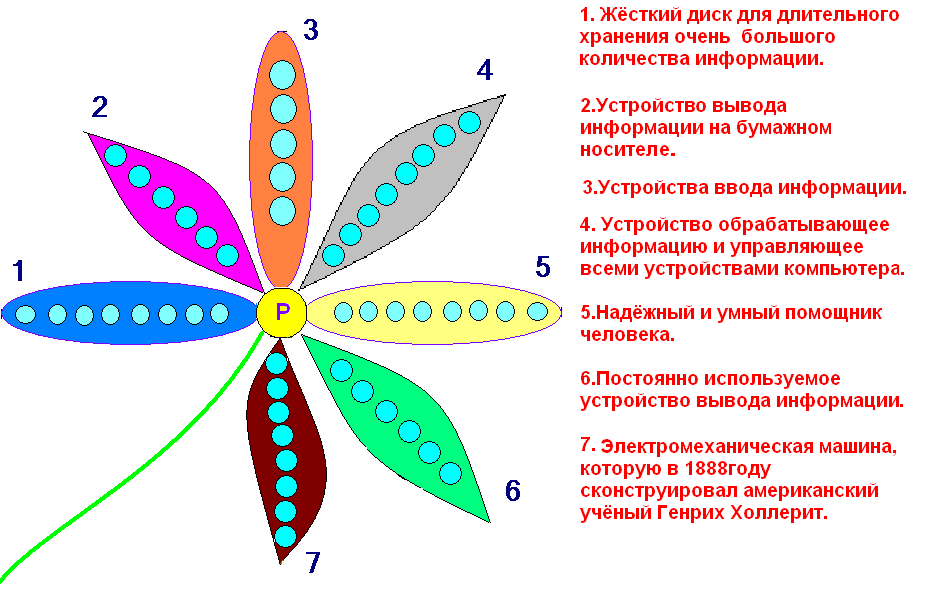 3
4
2
1
5
Р
6
7
1. Жёсткий диск для длительного
хранения очень большого
количества информации.
2.Устройство вывода
информации на бумажном
носителе.
3.Устройства ввода информации.
4. Устройство обрабатывающее
информацию и управляющее
всеми устройствами компьютера.
5.Надёжный и умный помощник
человека.
6.Постоянно используемое
устройство вывода информации.
7. Электромеханическая машина,
которую в 1888году
сконструировал американский
учёный Генрих Холлерит.